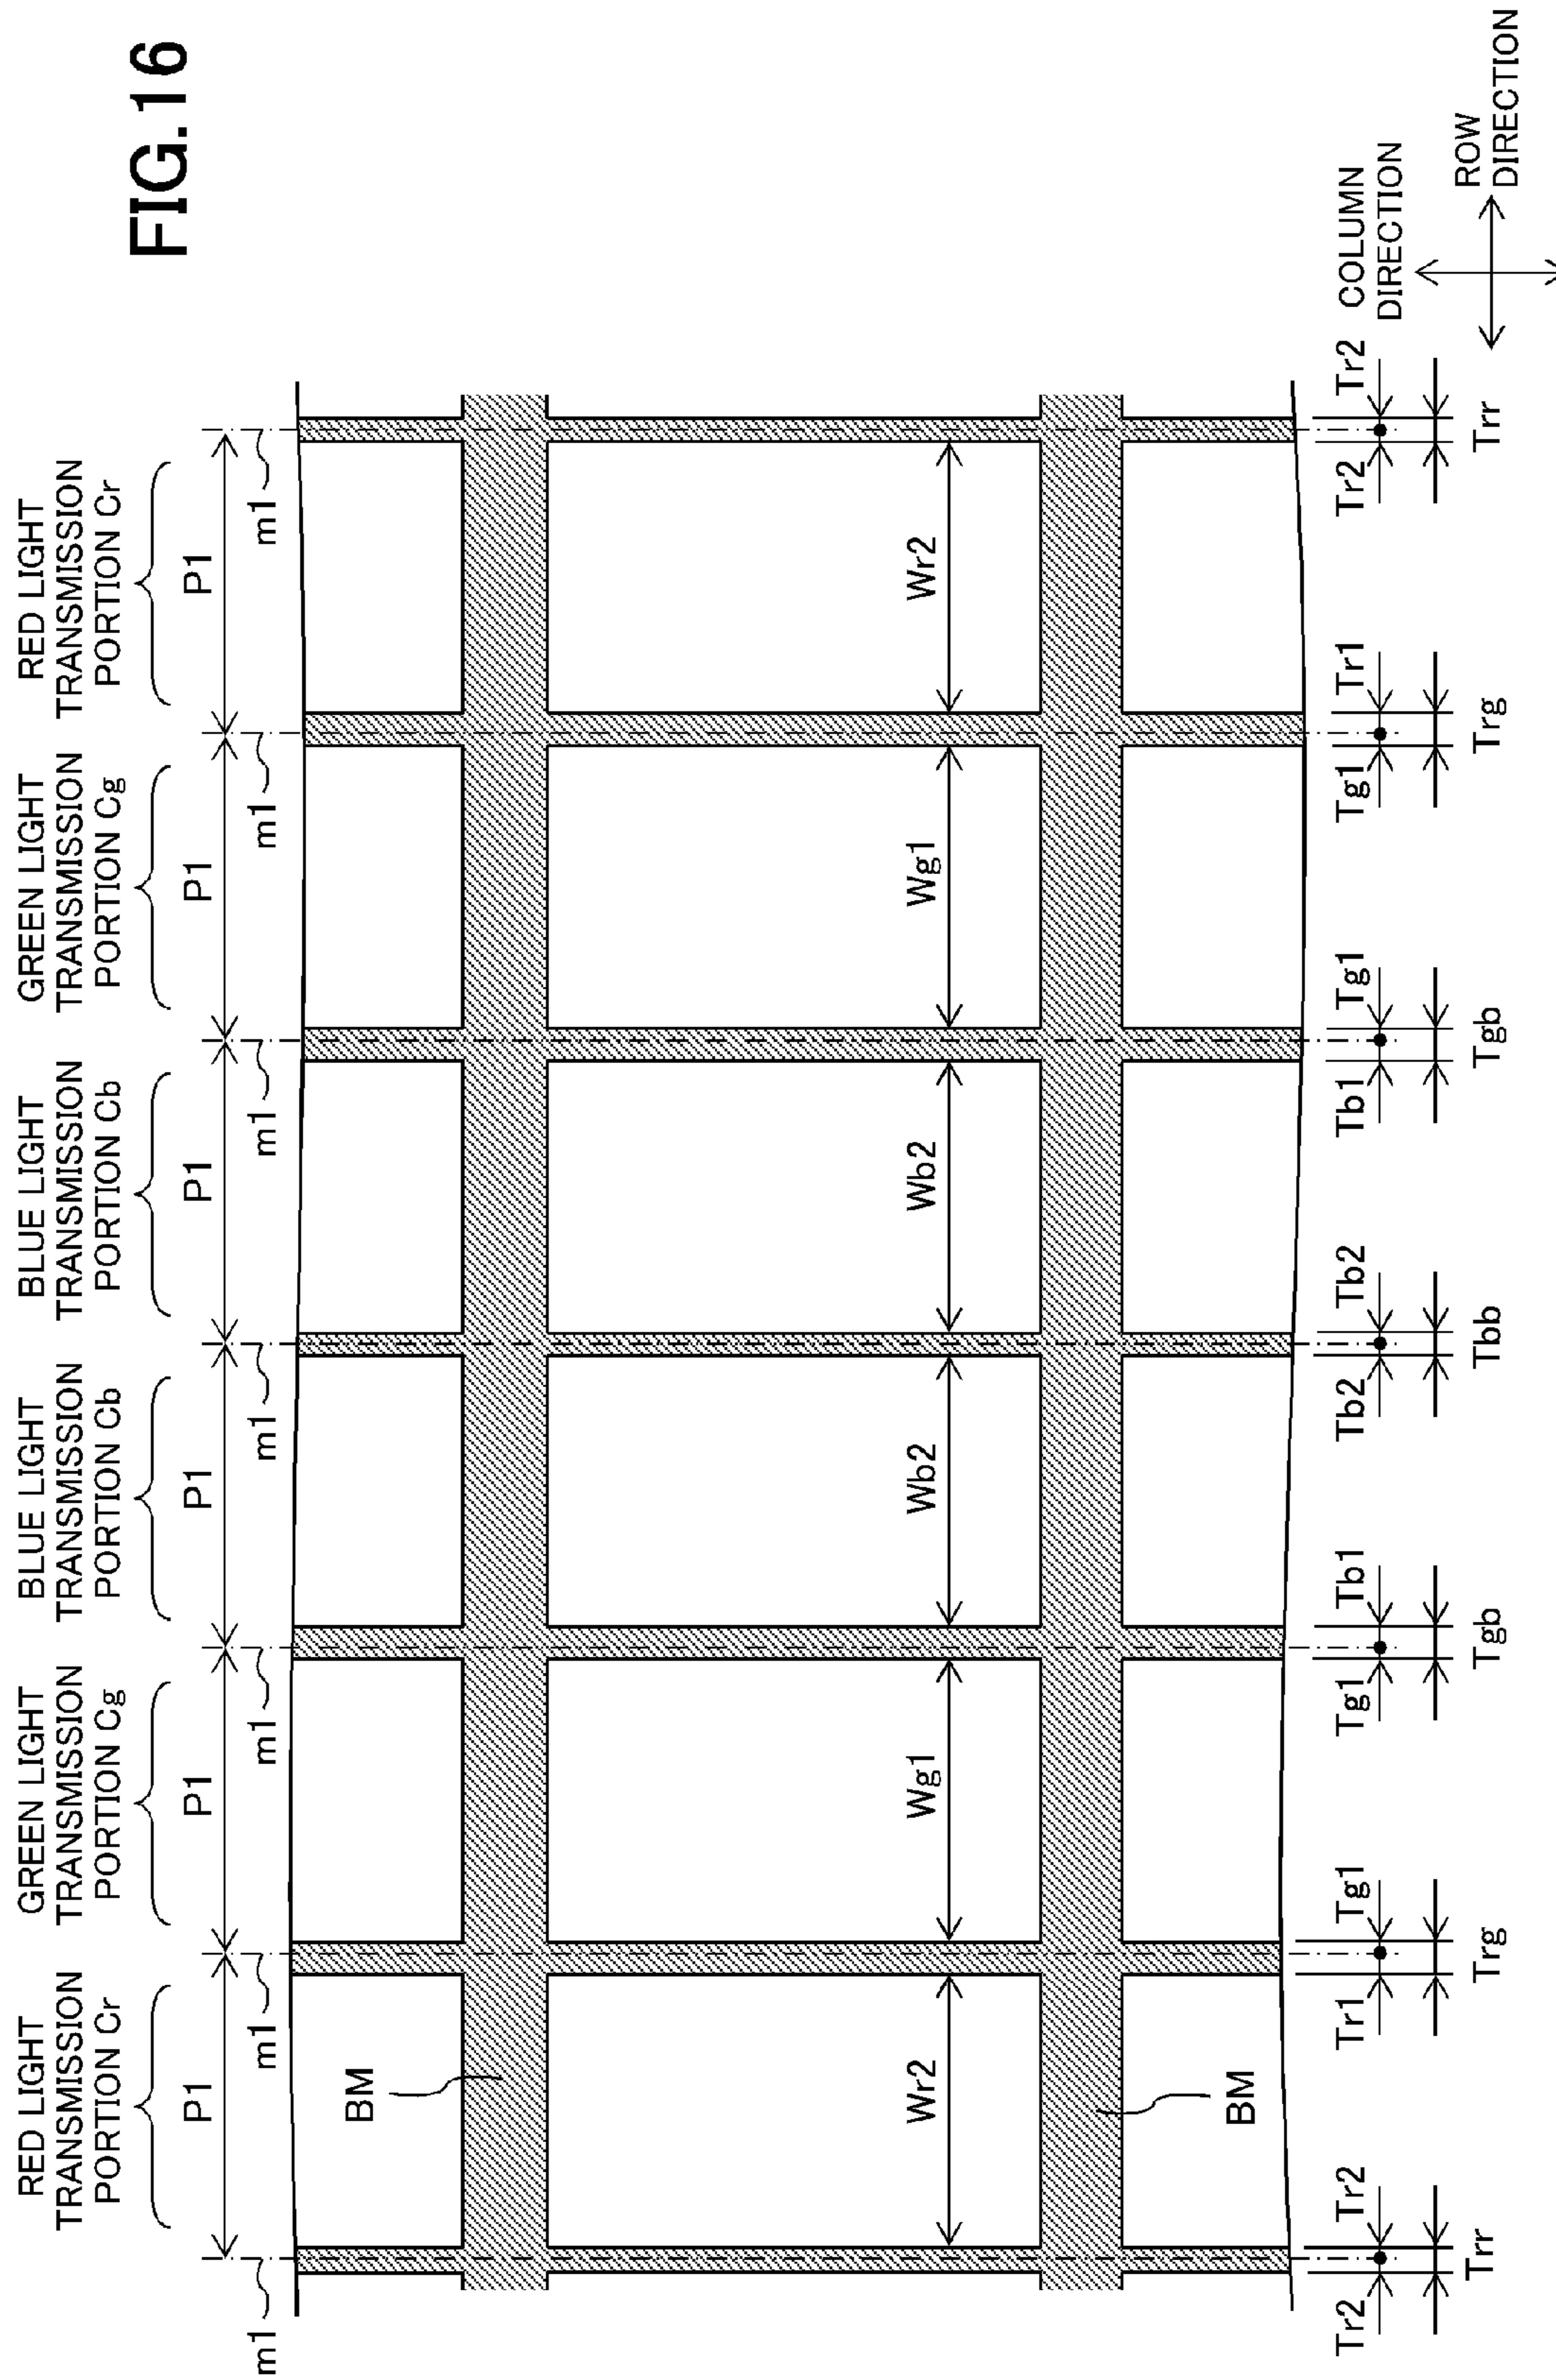 FIG.16
RED LIGHT
TRANSMISSION
PORTION Cr
GREEN LIGHT
TRANSMISSION
PORTION Cg
BLUE LIGHT
TRANSMISSION
PORTION Cb
BLUE LIGHT
TRANSMISSION
PORTION Cb
GREEN LIGHT
TRANSMISSION
PORTION Cg
RED LIGHT
TRANSMISSION
PORTION Cr
P1
P1
P1
P1
P1
P1
m1
m1
m1
m1
m1
m1
m1
BM
Wr2
Wg1
Wb2
Wb2
Wg1
Wr2
BM
Tr2
Tr2
Tr1
Tg1
Tg1
Tb1
Tb2
Tb2
Tb1
Tg1
Tg1
Tr1
Tr2
Tr2
Trr
Trg
Tgb
Tbb
Tgb
Trg
Trr
COLUMN
DIRECTION
ROW
DIRECTION